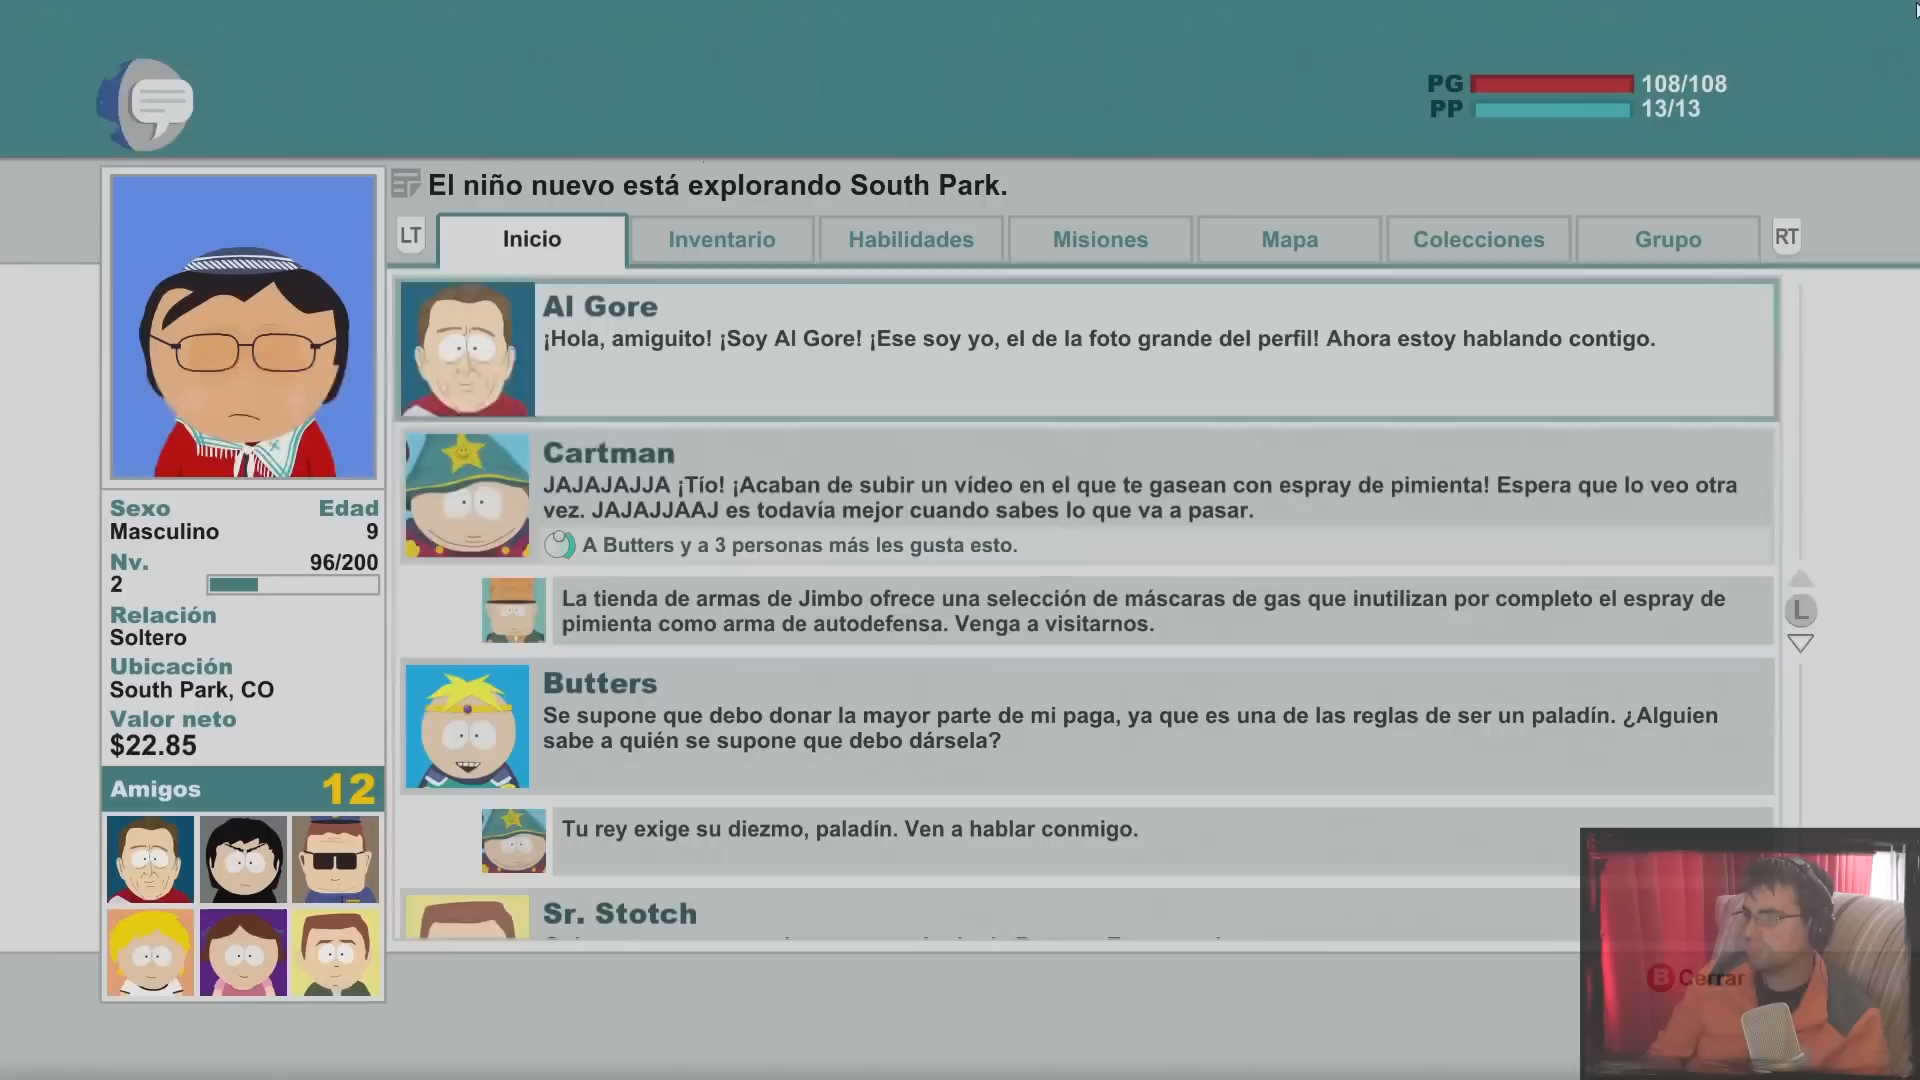 PG 108/108
PP 13/13
El niño nuevo está explorando South Park.
LT Inicio Inventario Habilidades Misiones Mapa Colecciones Grupo RT
Sexo Edad
Masculino 9
Nv. 96/200
2
Relación
Soltero
Ubicación
South Park, CO
Valor neto
$22.85
Amigos 12
Al Gore
¡Hola, amiguito! ¡Soy Al Gore! ¡Ese soy yo, el de la foto grande del perfil! Ahora estoy hablando contigo.
Cartman
JAJAJAJJA ¡Tío! ¡Acaban de subir un vídeo en el que te gasean con espray de pimienta! Espera que lo veo otra
vez. JAJAJJAAJ es todavía mejor cuando sabes lo que va a pasar.
A Butters y a 3 personas más les gusta esto.
La tienda de armas de Jimbo ofrece una selección de máscaras de gas que inutilizan por completo el espray de
pimienta como arma de autodefensa. Venga a visitarnos.
L
Butters
Se supone que debo donar la mayor parte de mi paga, ya que es una de las reglas de ser un paladín. ¿Alguien
sabe a quién se supone que debo dársela?
Tu rey exige su diezmo, paladín. Ven a hablar conmigo.
Sr. Stotch
B Cerrar